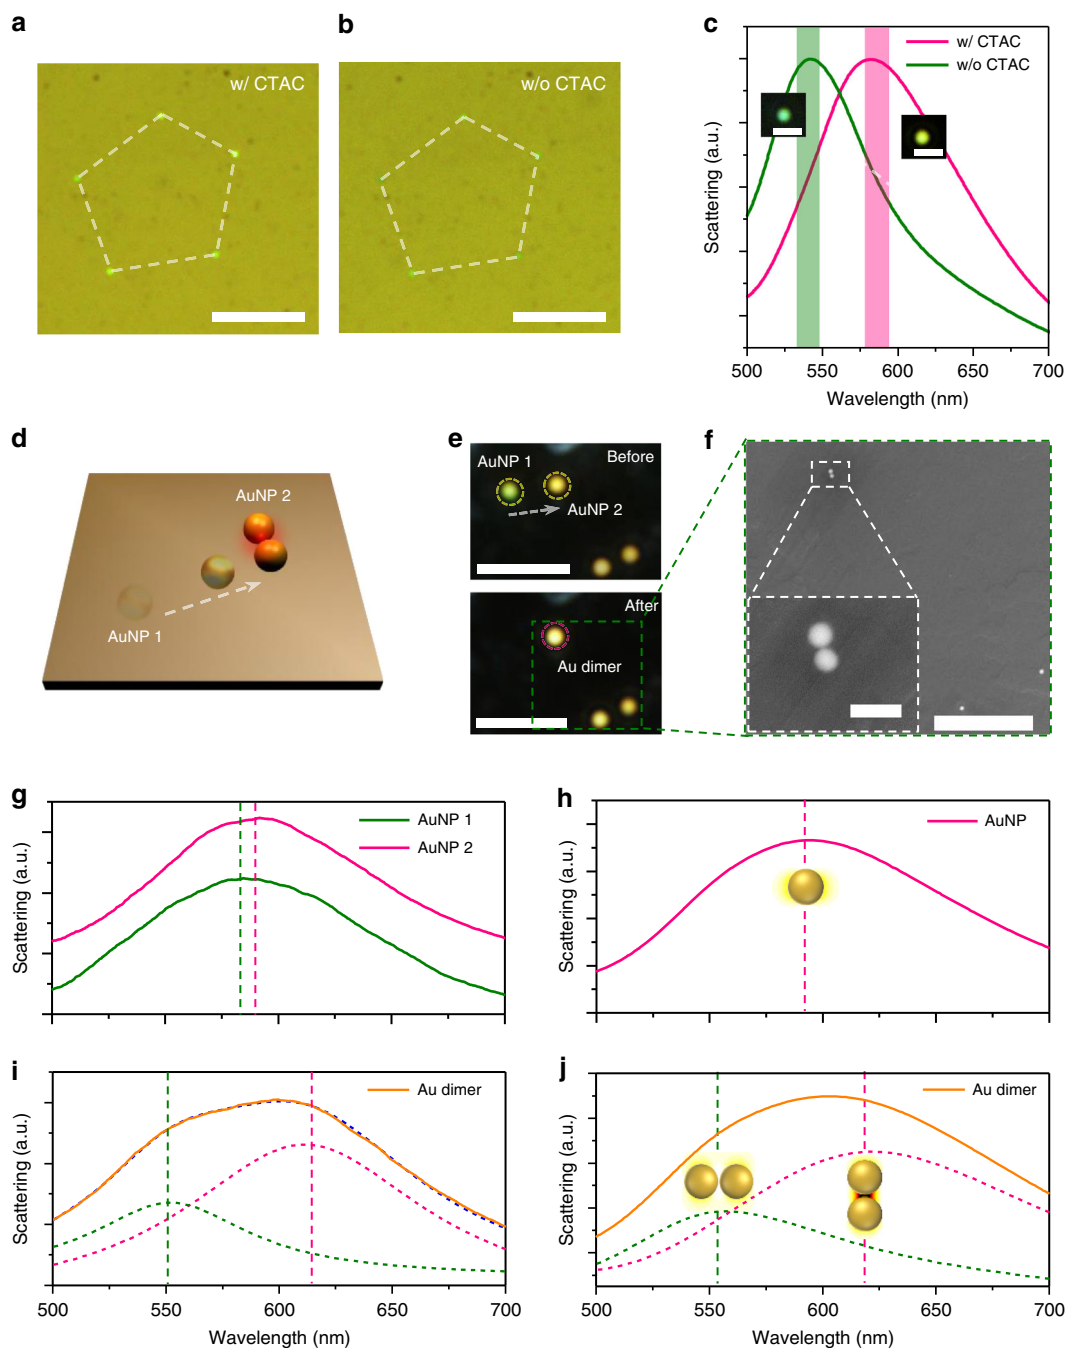 a
w/ CTAC
b
w/o CTAC
c
w/ CTAC
w/o CTAC
Scattering (a.u.)
500 550 600 650 700
Wavelength (nm)
d
AuNP 2
AuNP 1
e
Before
AuNP 1
AuNP 2
After
Au dimer
f
g
AuNP 1
AuNP 2
Scattering (a.u.)
h
AuNP
Scattering (a.u.)
i
Au dimer
Scattering (a.u.)
500 550 600 650 700
Wavelength (nm)
j
Au dimer
Scattering (a.u.)
500 550 600 650 700
Wavelength (nm)